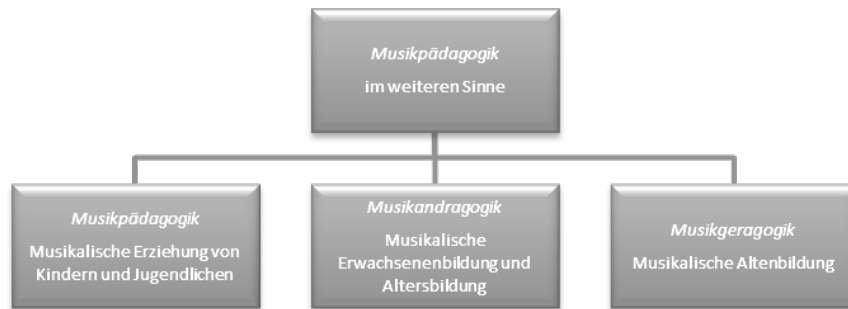 Musikpädagogik
im weiteren Sinne
Musikpädagogik
Musikalische Erziehung von
Kindern und Jugendlichen
Musikandragogik
Musikalische
Erwachsenenbildung und
Altersbildung
Musikgeragogik
Musikalische Altenbildung